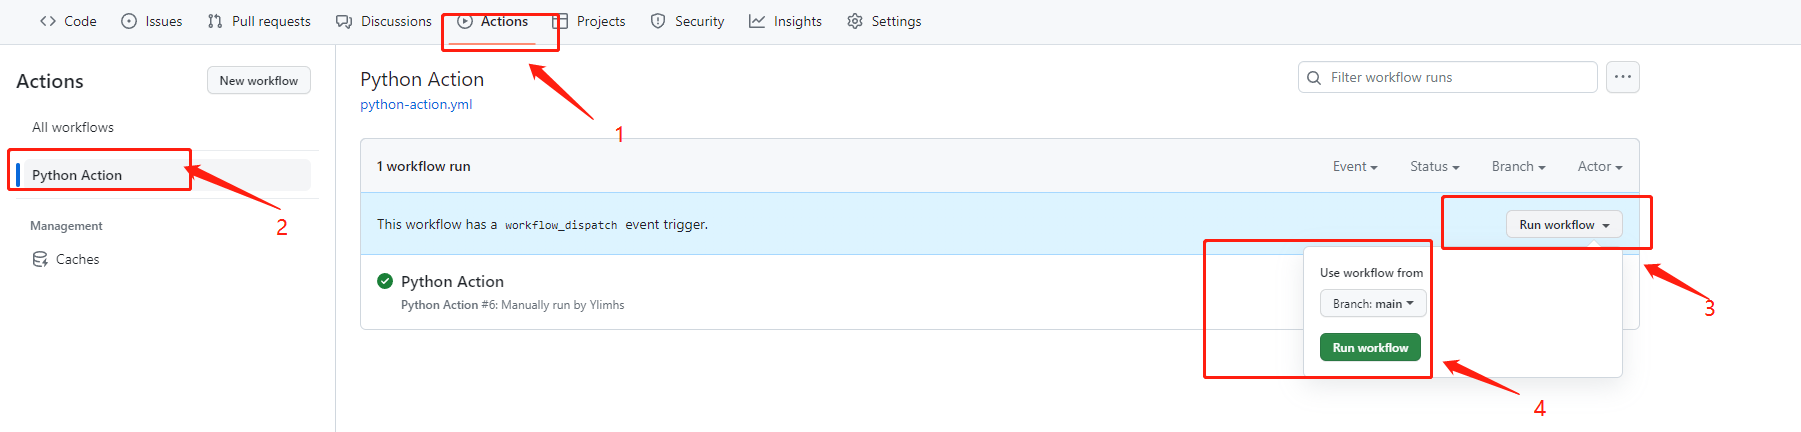 Code Issues Pull requests Discussions Actions Projects Security Insights Settings
1
Actions New workflow
All workflows
Python Action
2
Management
Caches
Python Action
python-action.yml
Filter workflow runs
1 workflow run Event Status Branch Actor
This workflow has a workflow_dispatch event trigger.
Run workflow
3
Python Action
Python Action #6: Manually run by Ylimhs
Use workflow from
Branch: main
Run workflow
4